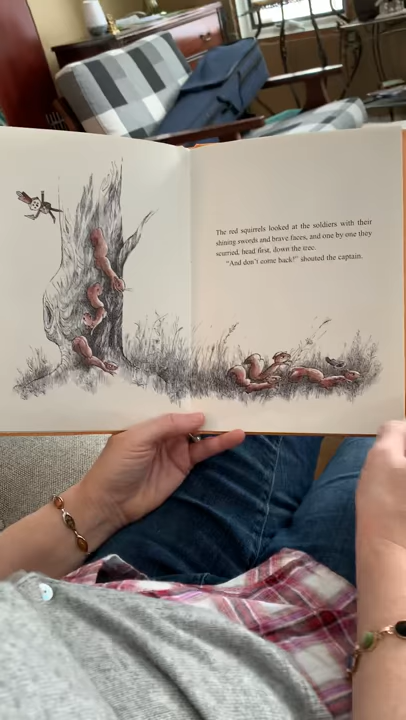 The red squirrels looked at the soldiers with their
shining swords and brave faces, and one by one they
scurried, head first, down the tree.
"And don't come back!" shouted the captain.